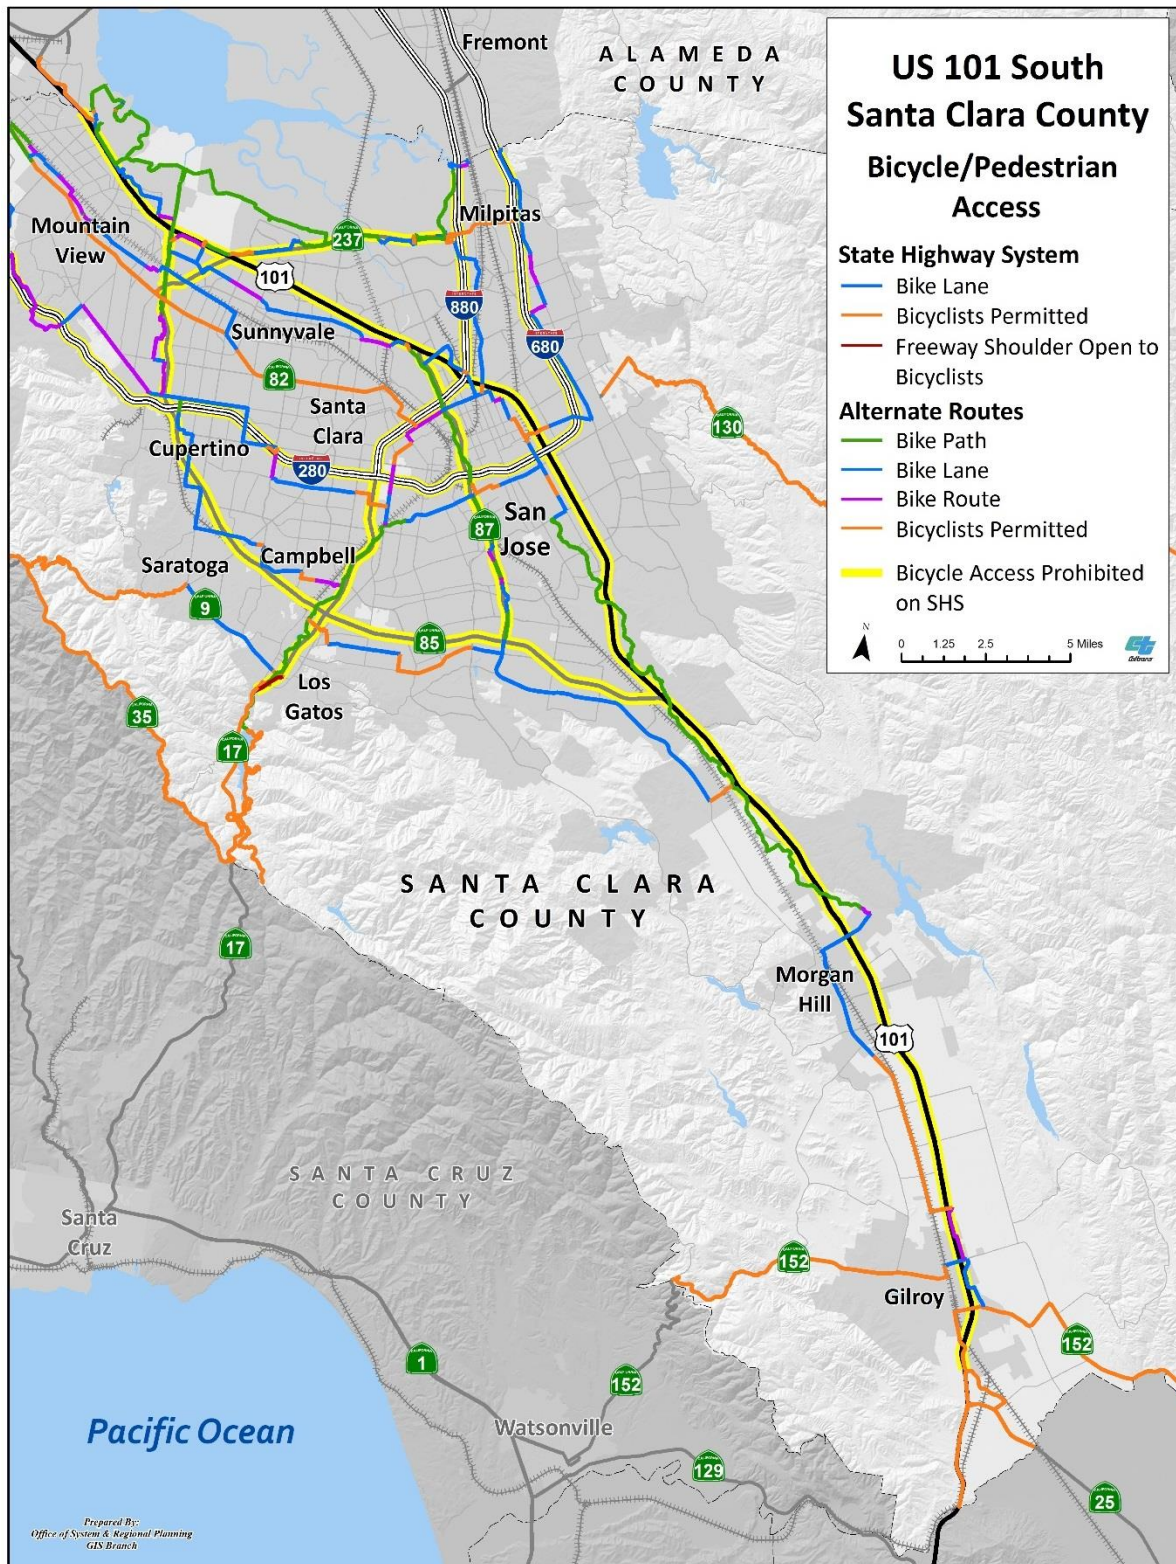 US 101 South
Santa Clara County
Bicycle/Pedestrian
Access
State Highway System
Bike Lane
Bicyclists Permitted
Freeway Shoulder Open to
Bicyclists
Alternate Routes
Bike Path
Bike Lane
Bike Route
Bicyclists Permitted
Bicycle Access Prohibited
on SHS
N
0 1.25 2.5 5 Miles
Fremont
ALAMEDA
COUNTY
Mountain
View
Milpitas
237
101
880
680
Sunnyvale
82
Santa
Clara
130
Cupertino
280
San
Jose
87
Campbell
Saratoga
9
85
Los
Gatos
35
17
SANTA CLARA
COUNTY
17
Morgan
Hill
101
SANTA CRUZ
COUNTY
Santa
Cruz
152
Gilroy
152
1
152
Watsonville
Pacific Ocean
129
25
Prepared By:
Office of System & Regional Planning
GIS Branch